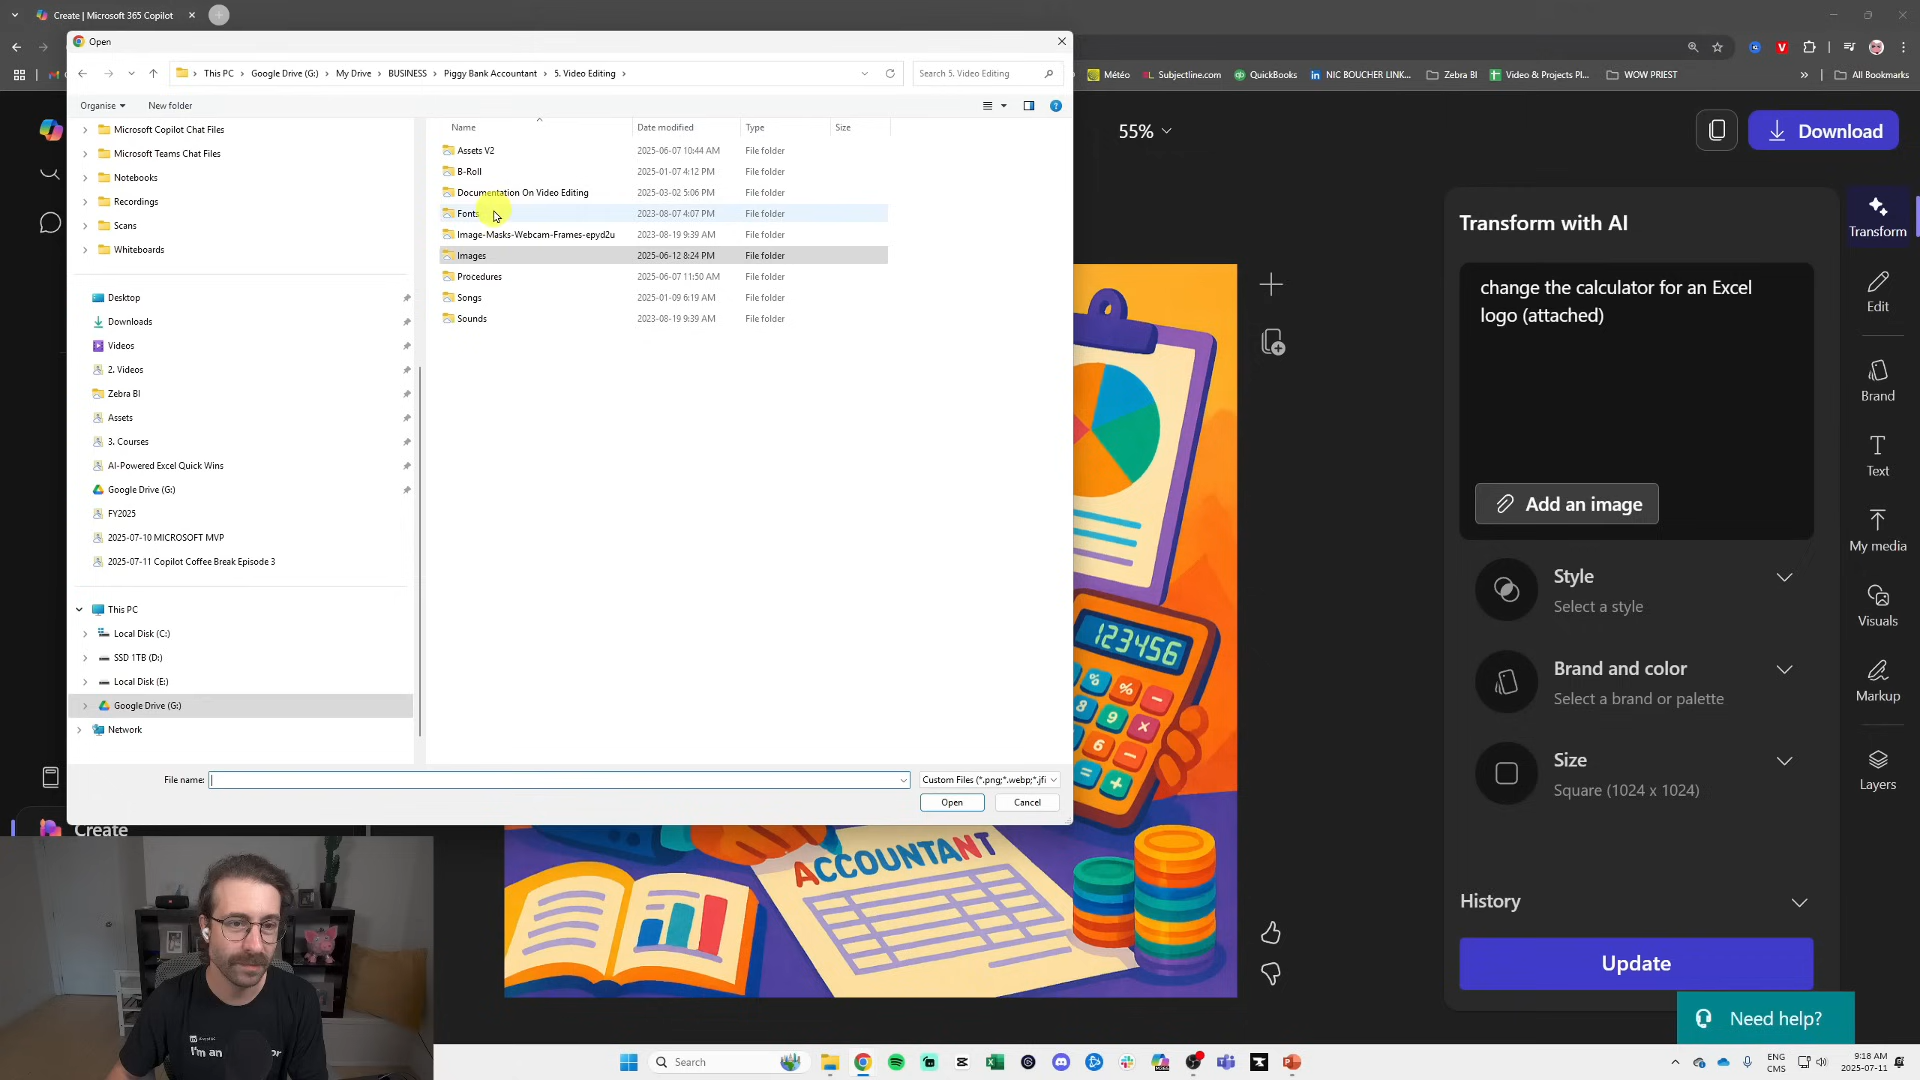 Create | Microsoft 365 Copilot
Open
This PC > Google Drive (G:) > My Drive > BUSINESS > Piggy Bank Accountant > 5. Video Editing >
Search 5. Video Editing
Météo
Subjectline.com
QuickBooks
NIC BOUCHER LINK...
Zebra BI
Video & Projects Pl...
WOW PRIEST
All Bookmarks
Organise
New folder
Name
Date modified
Type
Size
Microsoft Copilot Chat Files
Microsoft Teams Chat Files
Notebooks
Recordings
Scans
Whiteboards
Desktop
Downloads
Videos
2. Videos
Zebra BI
Assets
3. Courses
AI-Powered Excel Quick Wins
Google Drive (G:)
FY2025
2025-07-10 MICROSOFT MVP
2025-07-11 Copilot Coffee Break Episode 3
This PC
Local Disk (C:)
SSD 1TB (D:)
Local Disk (E:)
Google Drive (G:)
Network
Assets V2 2025-06-07 10:44 AM File folder
B-Roll 2025-01-07 4:12 PM File folder
Documentation On Video Editing 2025-03-02 5:06 PM File folder
Fonts 2023-08-07 4:07 PM File folder
Image-Masks-Webcam-Frames-epyd2u 2023-08-19 9:39 AM File folder
Images 2025-06-12 8:24 PM File folder
Procedures 2025-06-07 11:50 AM File folder
Songs 2025-01-09 6:19 AM File folder
Sounds 2023-08-19 9:39 AM File folder
File name:
Custom Files (*.png;*.webp;*.jfi
Open
Cancel
55%
Download
Transform with AI
change the calculator for an Excel
logo (attached)
Add an image
Style
Select a style
Brand and color
Select a brand or palette
Size
Square (1024 x 1024)
History
Update
Need help?
Transform
Edit
Brand
Text
My media
Visuals
Markup
Layers
123456
%
%
−
8
9
×
6
−
=
+
ACCOUNTANT
Create
I'm an
Search
ENG
CMS
9:18 AM
2025-07-11